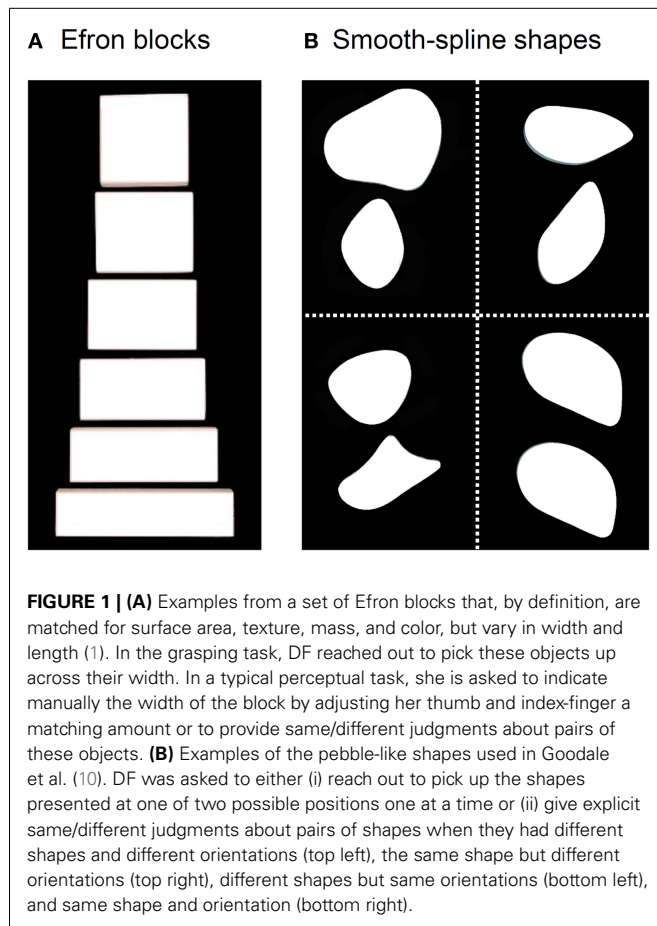 A Efron blocks
B Smooth-spline shapes
FIGURE 1 | (A) Examples from a set of Efron blocks that, by definition, are
matched for surface area, texture, mass, and color, but vary in width and
length (1). In the grasping task, DF reached out to pick these objects up
across their width. In a typical perceptual task, she is asked to indicate
manually the width of the block by adjusting her thumb and index-finger a
matching amount or to provide same/different judgments about pairs of
these objects. (B) Examples of the pebble-like shapes used in Goodale
et al. (10). DF was asked to either (i) reach out to pick up the shapes
presented at one of two possible positions one at a time or (ii) give explicit
same/different judgments about pairs of shapes when they had different
shapes and different orientations (top left), the same shape but different
orientations (top right), different shapes but same orientations (bottom left),
and same shape and orientation (bottom right).